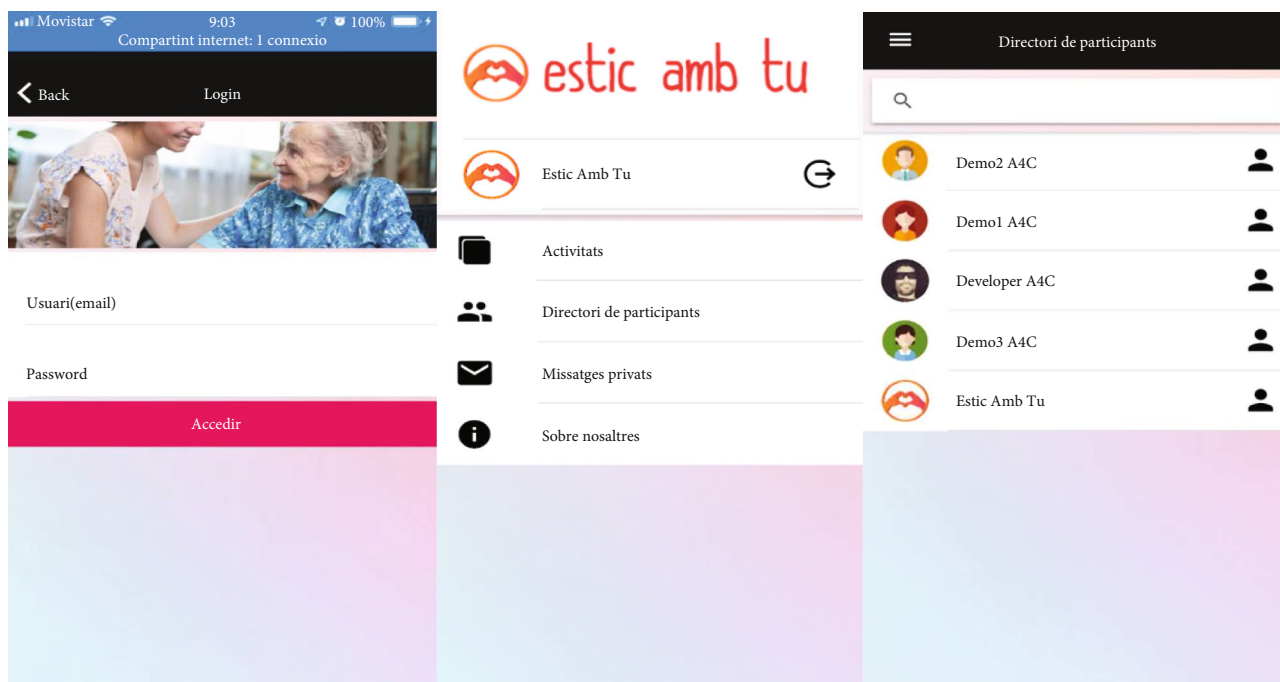 Movistar 9:03 100%
Compartint internet: 1 connexio
Back Login
Usuari(email)
Password
Accedir
estic amb tu
Estic Amb Tu
Activitats
Directori de participants
Missatges privats
Sobre nosaltres
Directori de participants
Demo2 A4C
Demo1 A4C
Developer A4C
Demo3 A4C
Estic Amb Tu